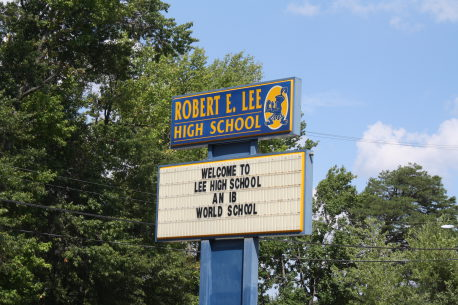 ROBERT E. LEE
HIGH SCHOOL
WELCOME TO
LEE HIGH SCHOOL
AN IB
WORLD SCHOOL